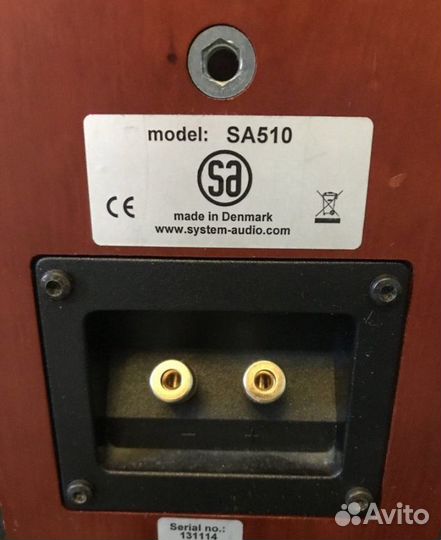 model: SA510
sa
CE
made in Denmark
www.system-audio.com
− +
Serial no.:
131114
Avito